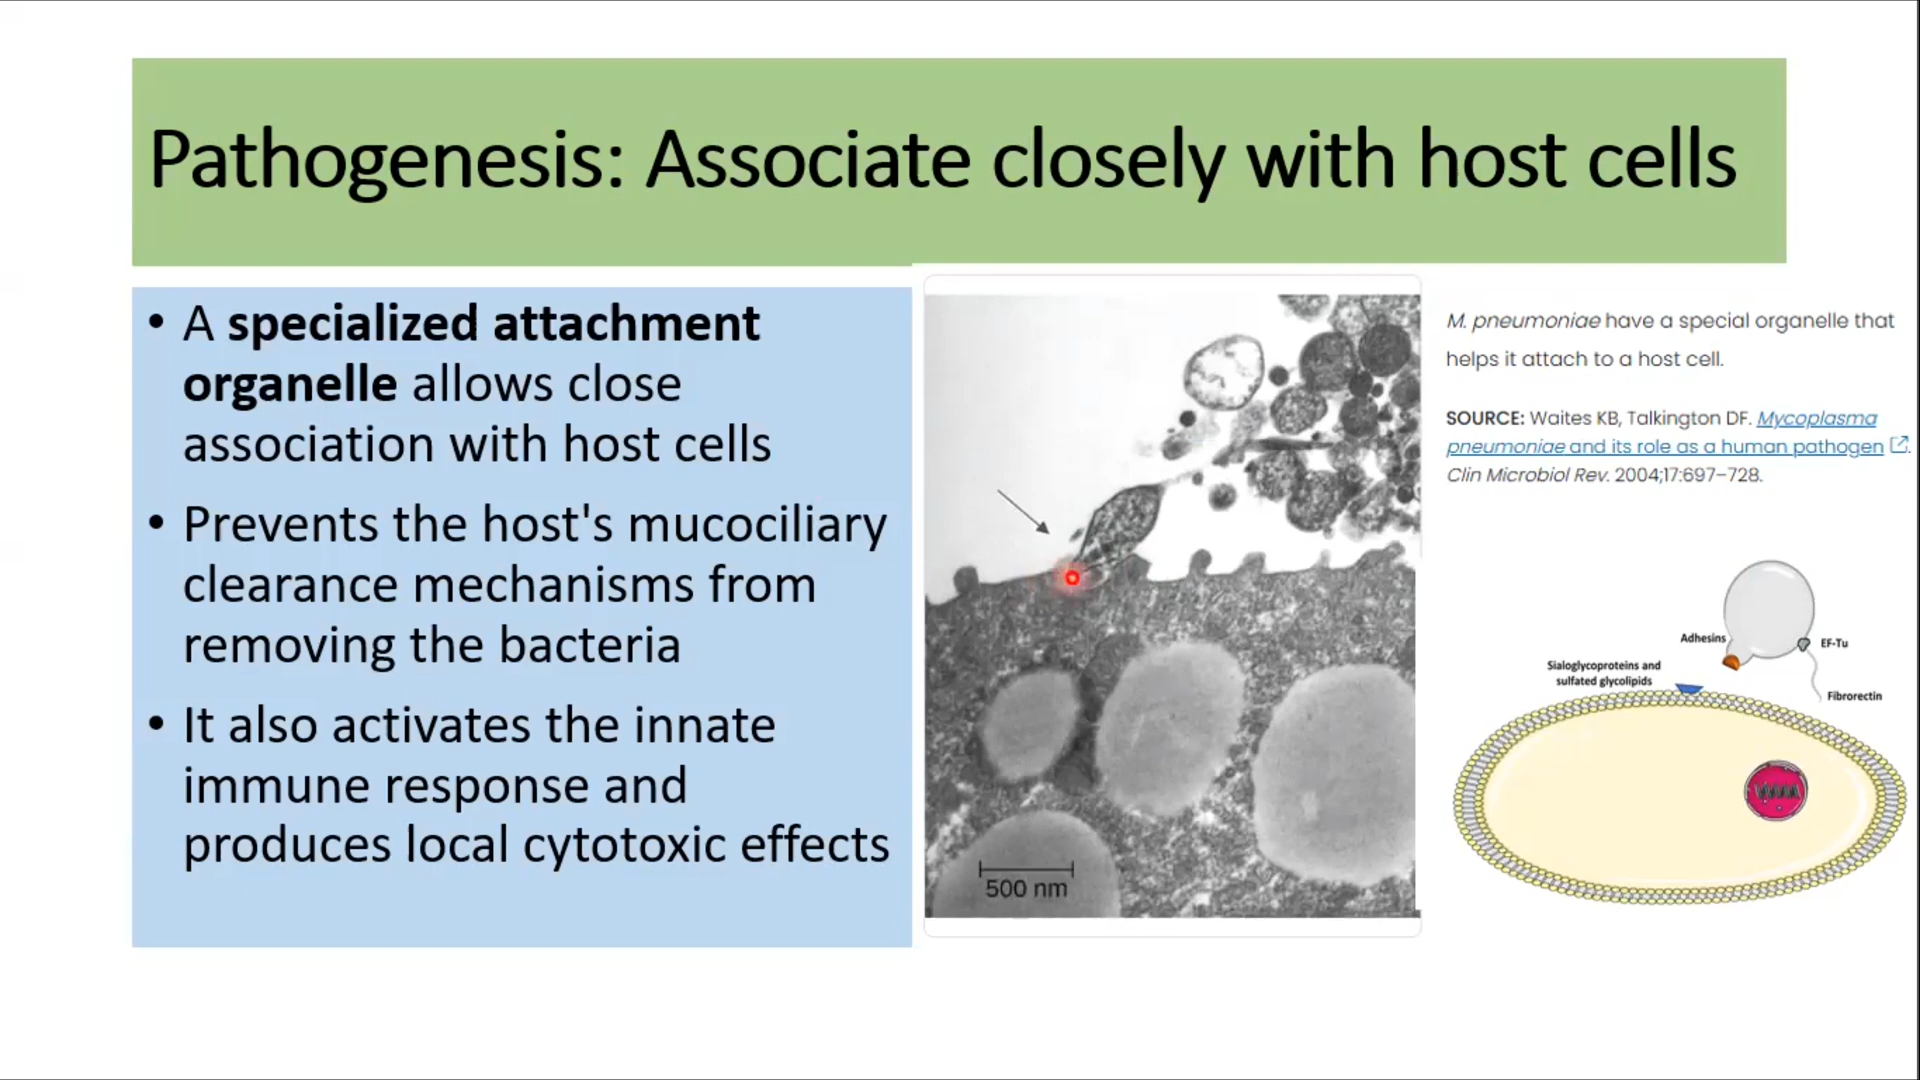 Pathogenesis: Associate closely with host cells
• A specialized attachment
organelle allows close
association with host cells
• Prevents the host's mucociliary
clearance mechanisms from
removing the bacteria
• It also activates the innate
immune response and
produces local cytotoxic effects
500 nm
M. pneumoniae have a special organelle that
helps it attach to a host cell.
SOURCE: Waites KB, Talkington DF. Mycoplasma
pneumoniae and its role as a human pathogen.
Clin Microbiol Rev. 2004;17:697–728.
Adhesins
EF-Tu
Sialoglycoproteins and
sulfated glycolipids
Fibrorectin